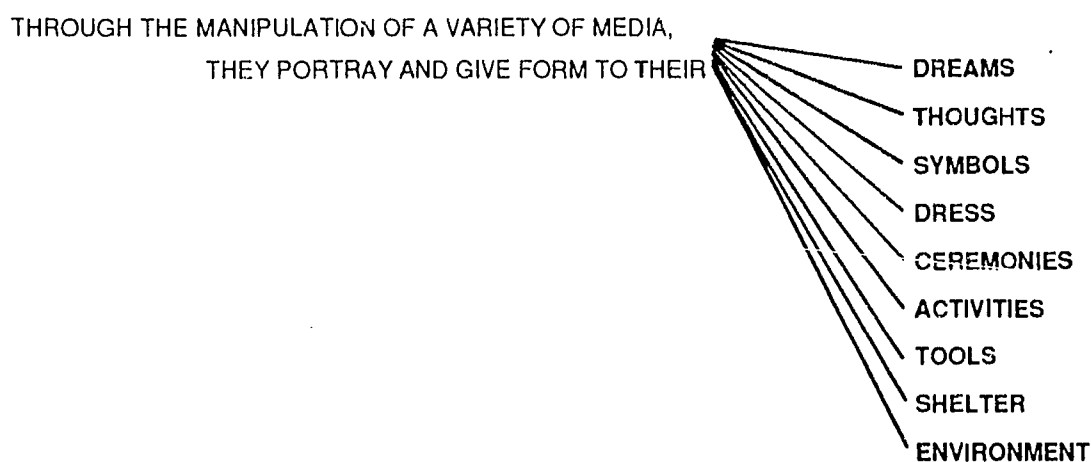 THROUGH THE MANIPULATION OF A VARIETY OF MEDIA,
THEY PORTRAY AND GIVE FORM TO THEIR
DREAMS
THOUGHTS
SYMBOLS
DRESS
CEREMONIES
ACTIVITIES
TOOLS
SHELTER
ENVIRONMENT